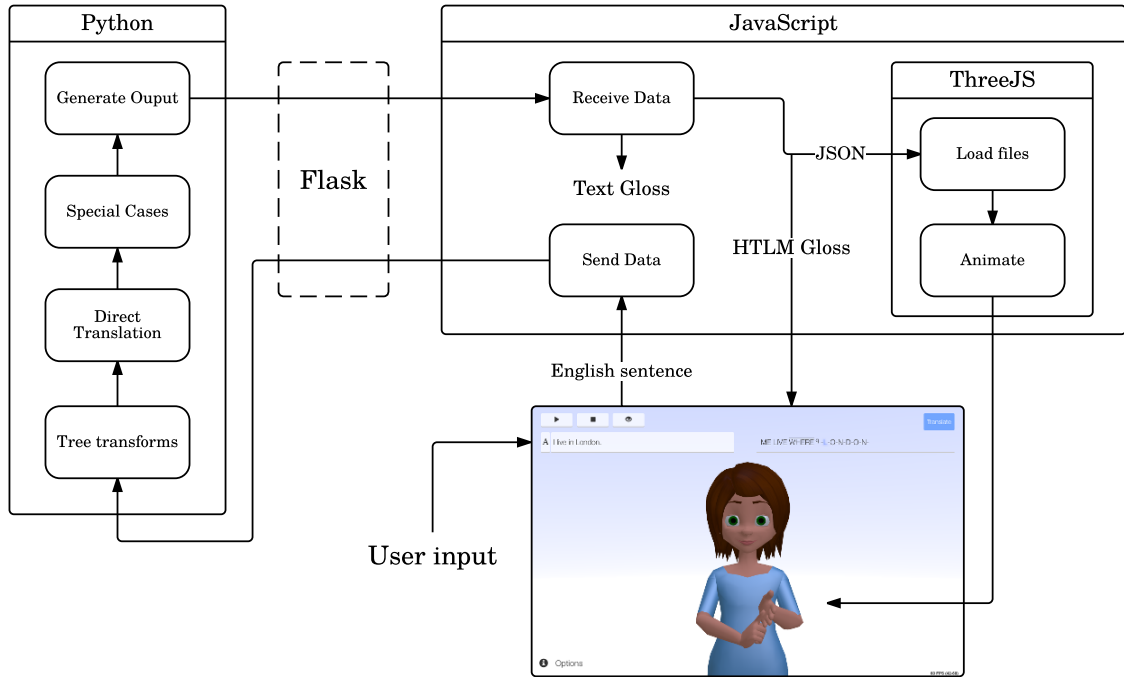 Python
JavaScript
Generate Ouput
Receive Data
ThreeJS
JSON
Load files
Flask
Text Gloss
Special Cases
HTLM Gloss
Send Data
Animate
Direct
Translation
English sentence
Tree transforms
Translate
A I live in London.
ME LIVE WHERE
-L-O-N-D-O-N-
User input
Options